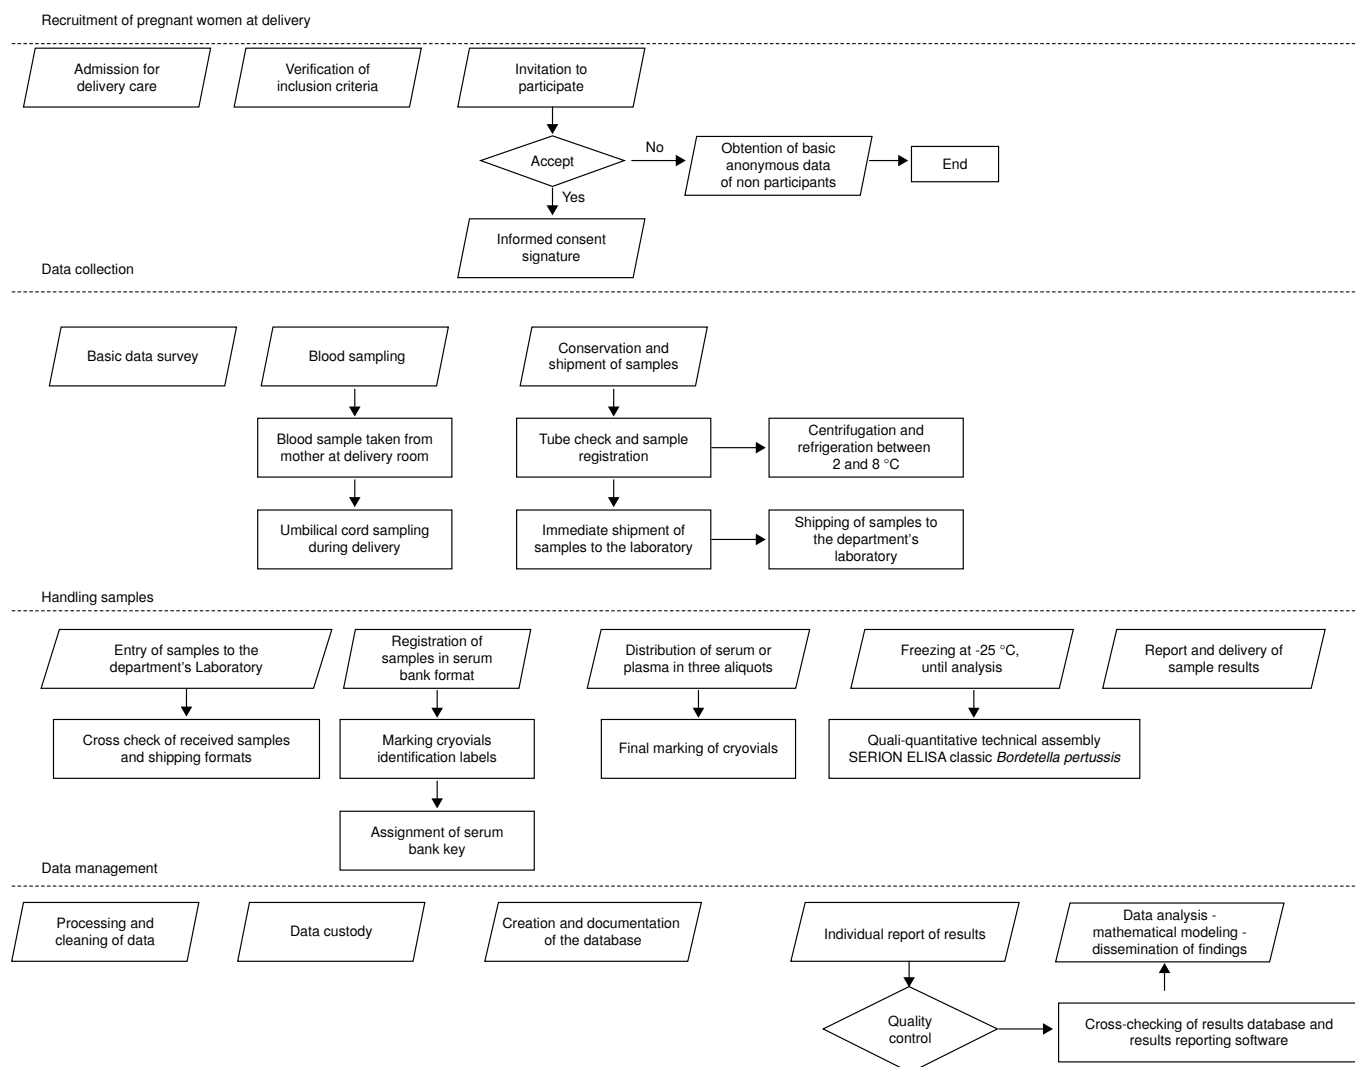 Recruitment of pregnant women at delivery
Admission for
delivery care
Verification of
inclusion criteria
Invitation to
participate
Accept
No
Obtention of basic
anonymous data
of non participants
End
Yes
Informed consent
signature
Data collection
Basic data survey
Blood sampling
Conservation and
shipment of samples
Blood sample taken from
mother at delivery room
Tube check and sample
registration
Centrifugation and
refrigeration between
2 and 8 °C
Umbilical cord sampling
during delivery
Immediate shipment of
samples to the laboratory
Shipping of samples to
the department's
laboratory
Handling samples
Entry of samples to the
department's Laboratory
Registration of
samples in serum
bank format
Distribution of serum or
plasma in three aliquots
Freezing at -25 °C,
until analysis
Report and delivery of
sample results
Cross check of received samples
and shipping formats
Marking cryovials
identification labels
Final marking of cryovials
Quali-quantitative technical assembly
SERION ELISA classic Bordetella pertussis
Assignment of serum
bank key
Data management
Processing and
cleaning of data
Data custody
Creation and documentation
of the database
Individual report of results
Data analysis -
mathematical modeling -
dissemination of findings
Quality
control
Cross-checking of results database and
results reporting software